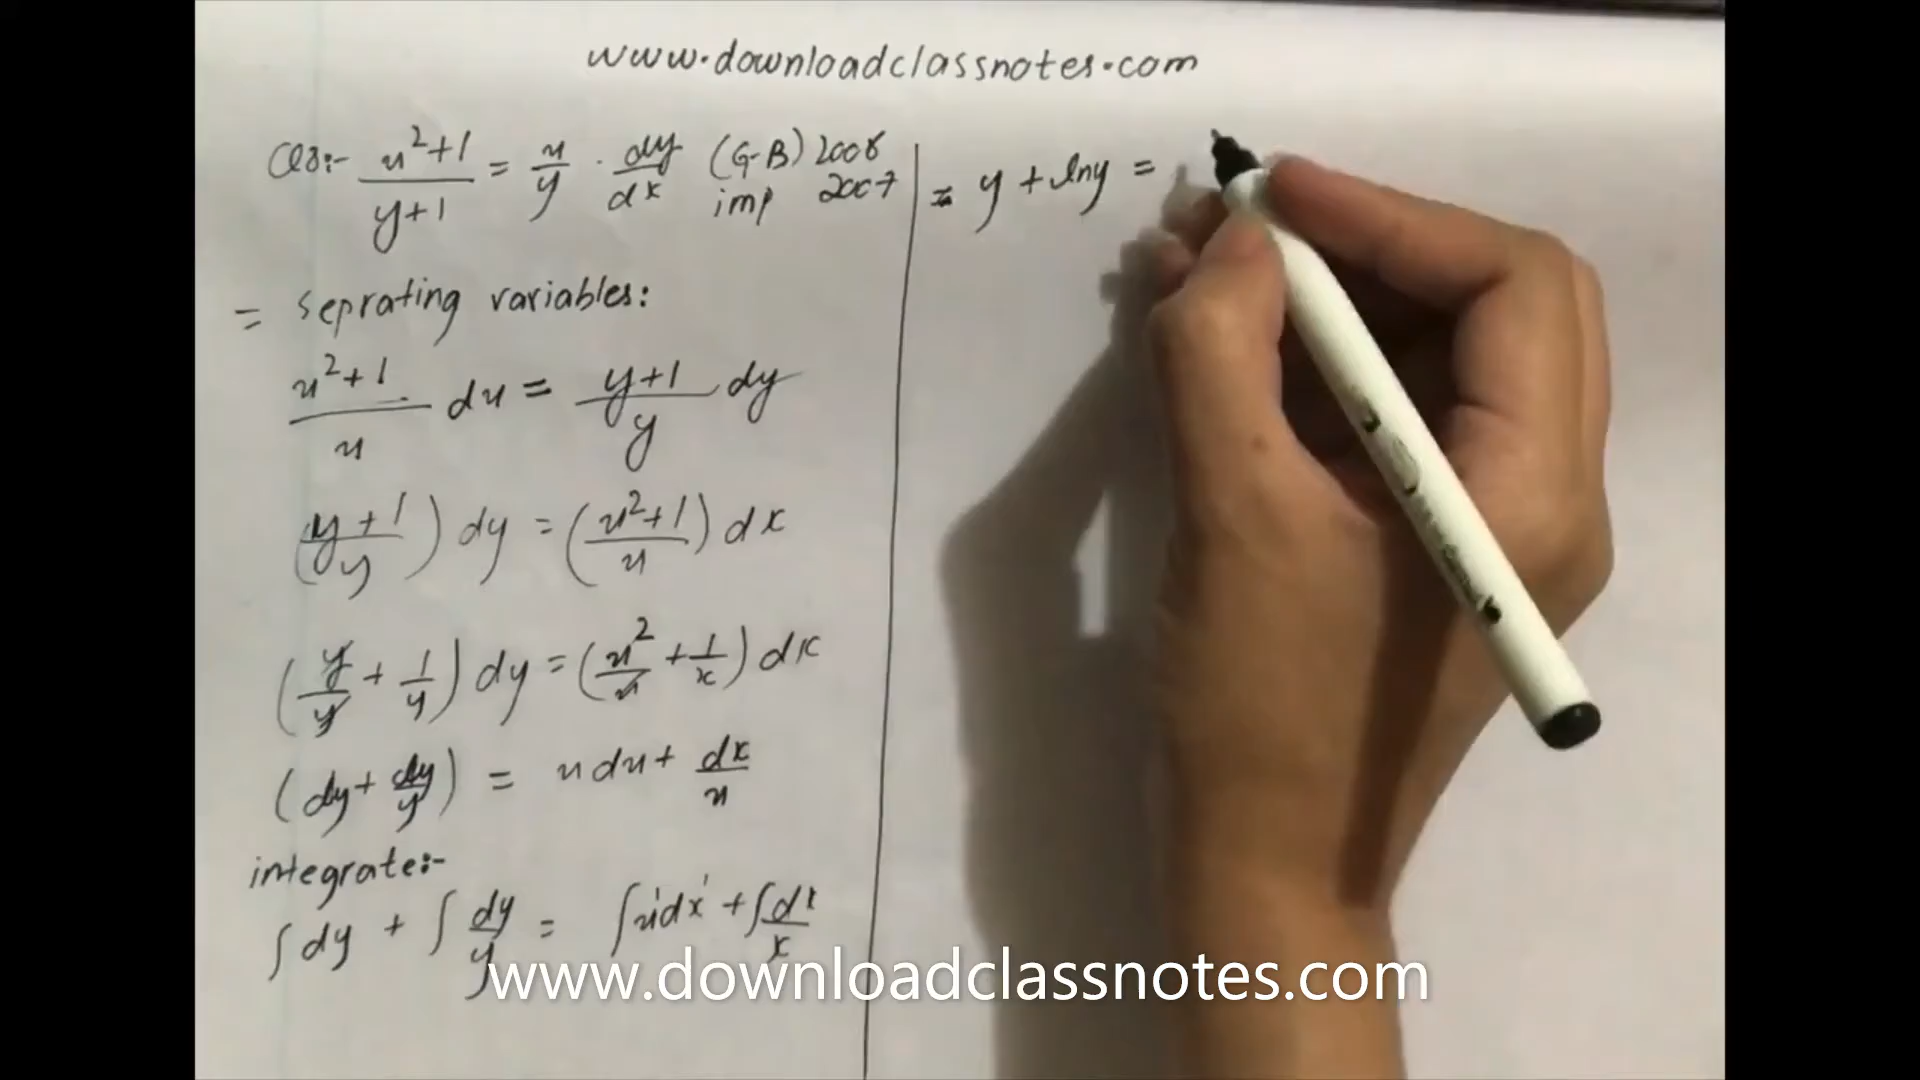 www.downloadclassnotes.com
Q8:- x²+1/y+1 = x/y · dy/dx (G-B) 2008
imp 2007
= Seprating variables:
x²+1/x dx = y+1/y dy
(y+1/y) dy = (x²+1/x) dx
(y/y + 1/y) dy = (x²/x + 1/x) dx
(dy + dy/y) = x dx + dx/x
integrate:-
∫ dy + ∫ dy/y = ∫ x¹dx¹ + ∫ dx/x
= y + lny =
www.downloadclassnotes.com